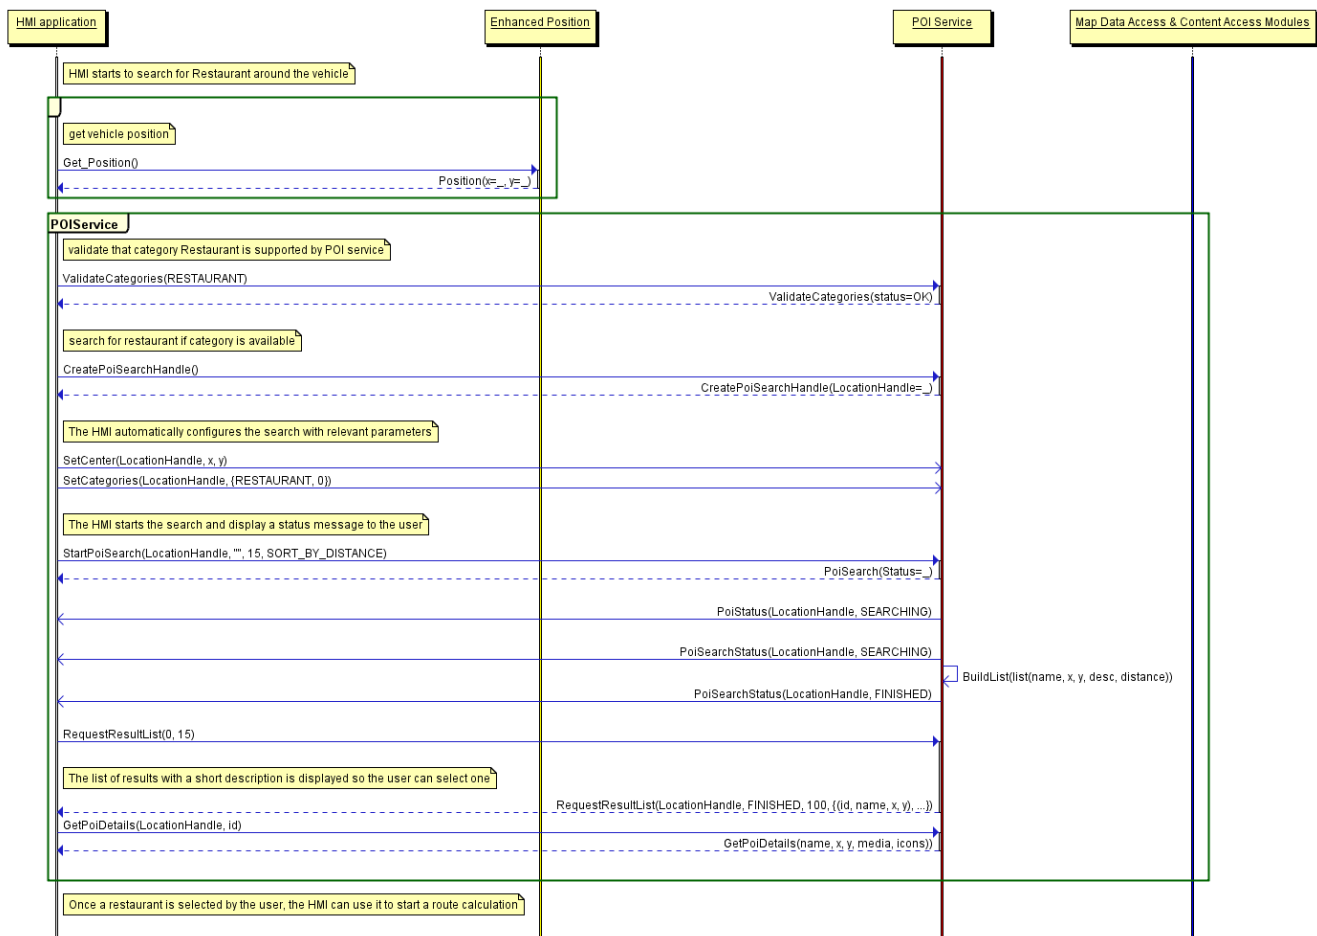 HMI application
Enhanced Position
POI Service
Map Data Access & Content Access Modules
HMI starts to search for Restaurant around the vehicle
get vehicle position
Get_Position()
Position(x=_, y=_)
POIService
validate that category Restaurant is supported by POI service
ValidateCategories(RESTAURANT)
ValidateCategories(status=OK)
search for restaurant if category is available
CreatePoiSearchHandle()
CreatePoiSearchHandle(LocationHandle=_)
The HMI automatically configures the search with relevant parameters
SetCenter(LocationHandle, x, y)
SetCategories(LocationHandle, {RESTAURANT, 0})
The HMI starts the search and display a status message to the user
StartPoiSearch(LocationHandle, "", 15, SORT_BY_DISTANCE)
PoiSearch(Status=_)
PoiStatus(LocationHandle, SEARCHING)
PoiSearchStatus(LocationHandle, SEARCHING)
BuildList(list(name, x, y, desc, distance))
PoiSearchStatus(LocationHandle, FINISHED)
RequestResultList(0, 15)
The list of results with a short description is displayed so the user can select one
RequestResultList(LocationHandle, FINISHED, 100, {(id, name, x, y), ...})
GetPoiDetails(LocationHandle, id)
GetPoiDetails(name, x, y, media, icons))
Once a restaurant is selected by the user, the HMI can use it to start a route calculation